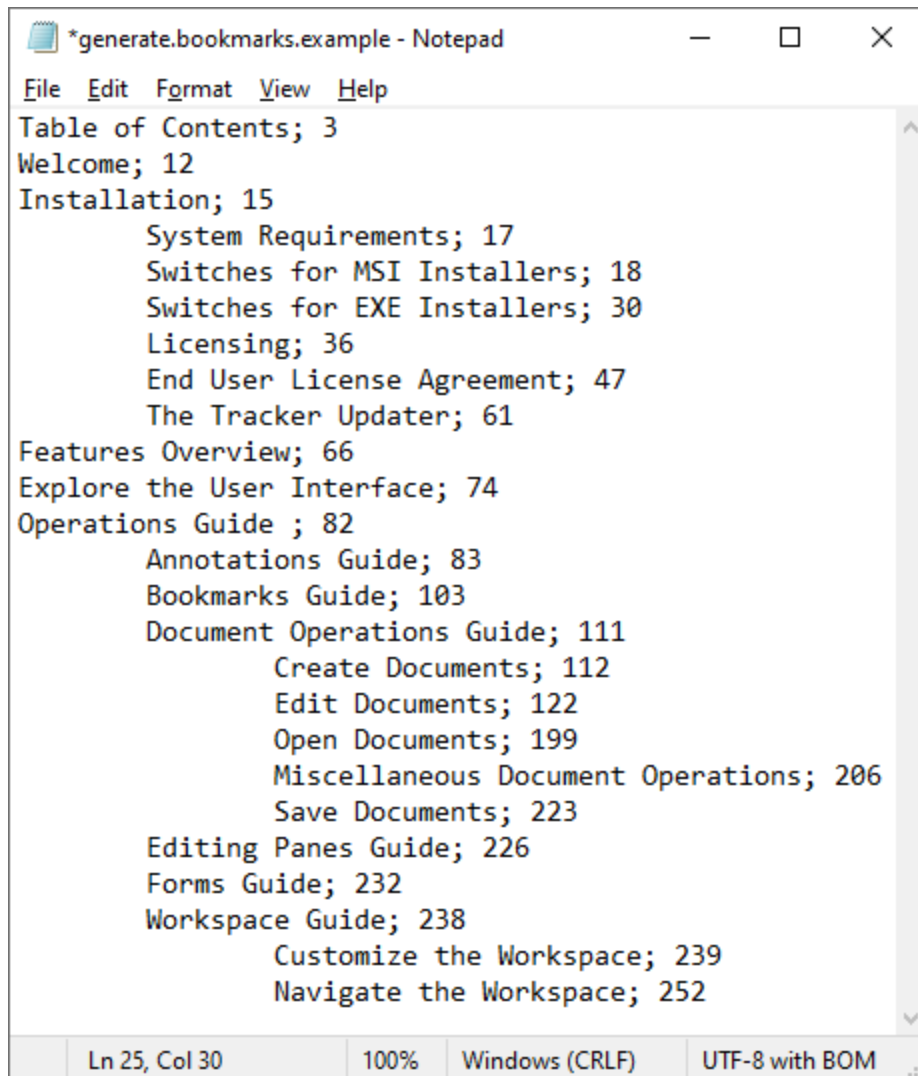 *generate.bookmarks.example - Notepad
File Edit Format View Help
Table of Contents; 3
Welcome; 12
Installation; 15
System Requirements; 17
Switches for MSI Installers; 18
Switches for EXE Installers; 30
Licensing; 36
End User License Agreement; 47
The Tracker Updater; 61
Features Overview; 66
Explore the User Interface; 74
Operations Guide ; 82
Annotations Guide; 83
Bookmarks Guide; 103
Document Operations Guide; 111
Create Documents; 112
Edit Documents; 122
Open Documents; 199
Miscellaneous Document Operations; 206
Save Documents; 223
Editing Panes Guide; 226
Forms Guide; 232
Workspace Guide; 238
Customize the Workspace; 239
Navigate the Workspace; 252
Ln 25, Col 30 100% Windows (CRLF) UTF-8 with BOM